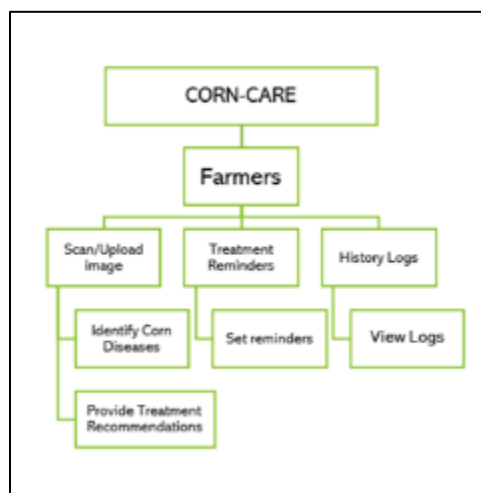 CORN-CARE
Farmers
Scan/Upload
image
Treatment
Reminders
History Logs
Identify Corn
Diseases
Set reminders
View Logs
Provide Treatment
Recommendations